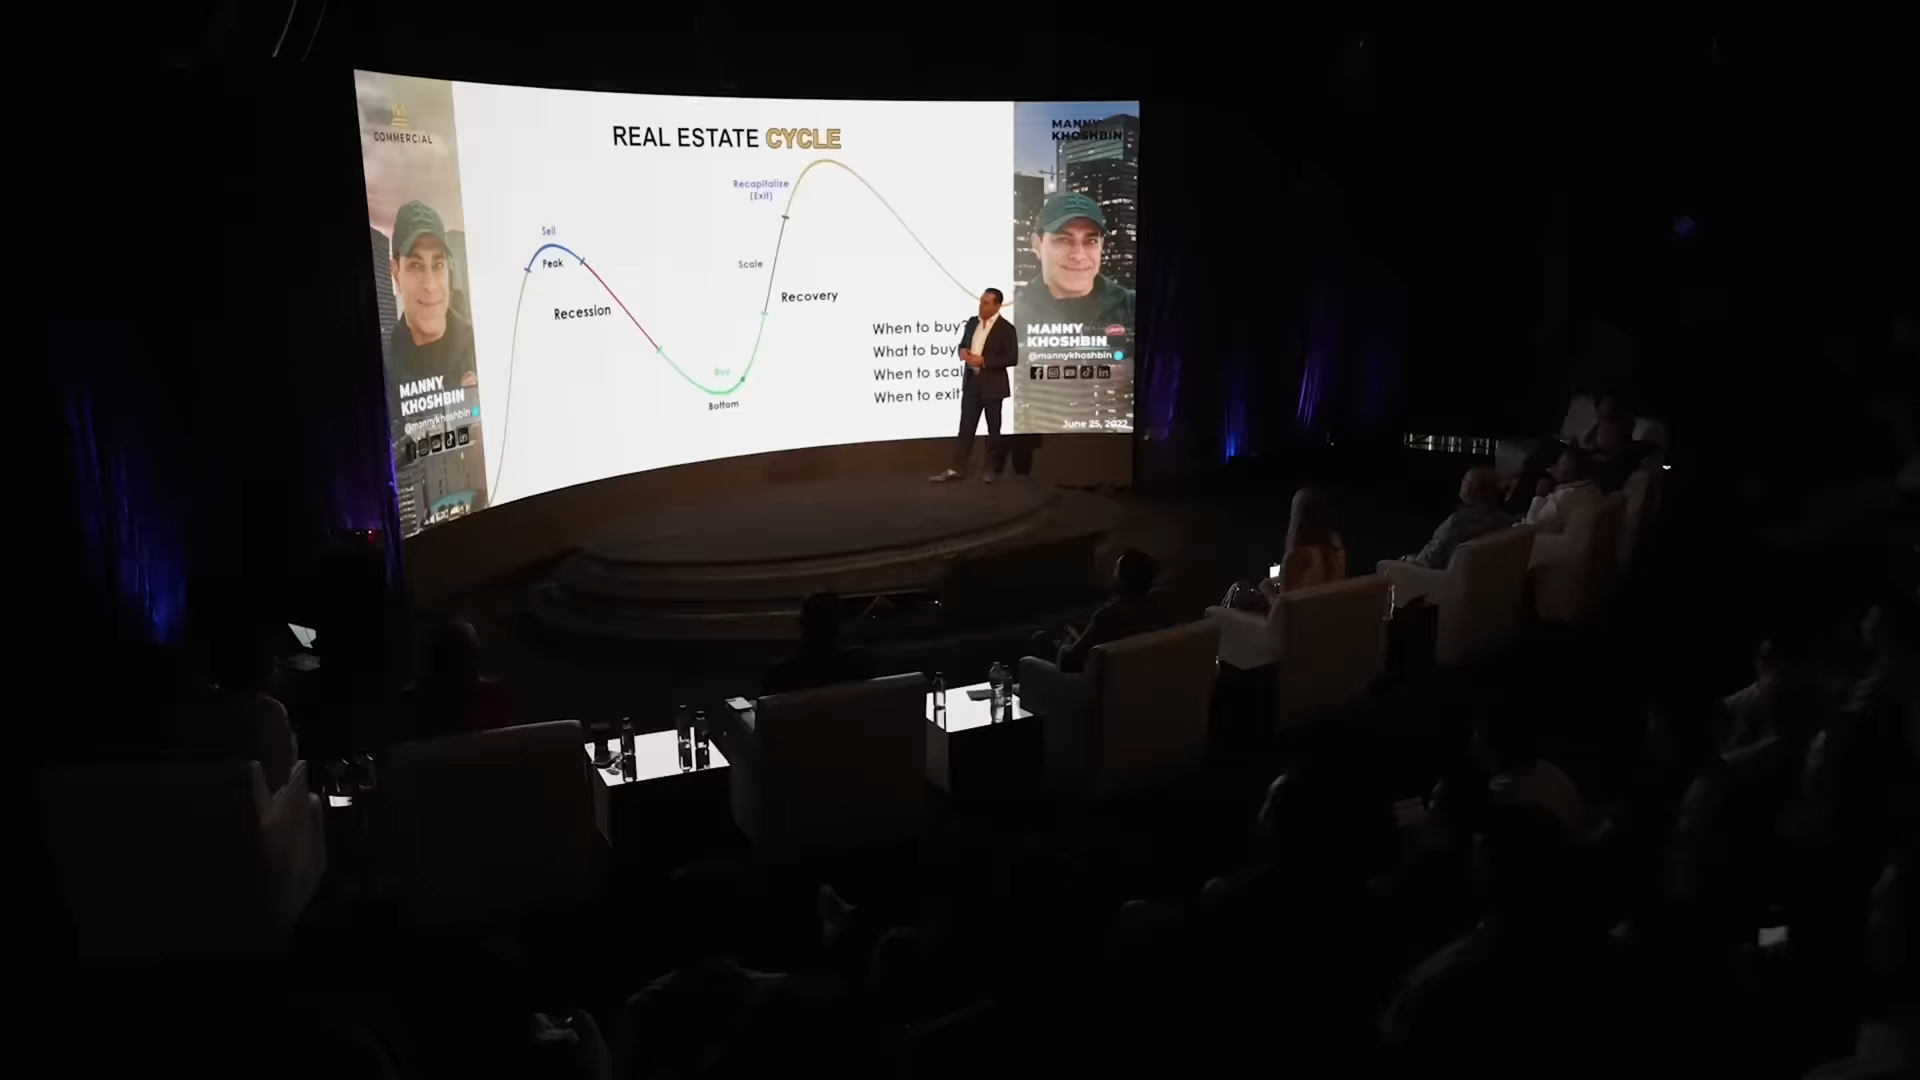 COMMERCIAL
MANNY
KHOSHBIN
@mannykhoshbin
REAL ESTATE CYCLE
Sell
Peak
Recession
Recapitalize
(Exit)
Scale
Recovery
Buy
Bottom
When to buy?
What to buy
When to scal
When to exit?
MANNY
KHOSHBIN
MANNY
KHOSHBIN
@mannykhoshbin
June 25, 2022